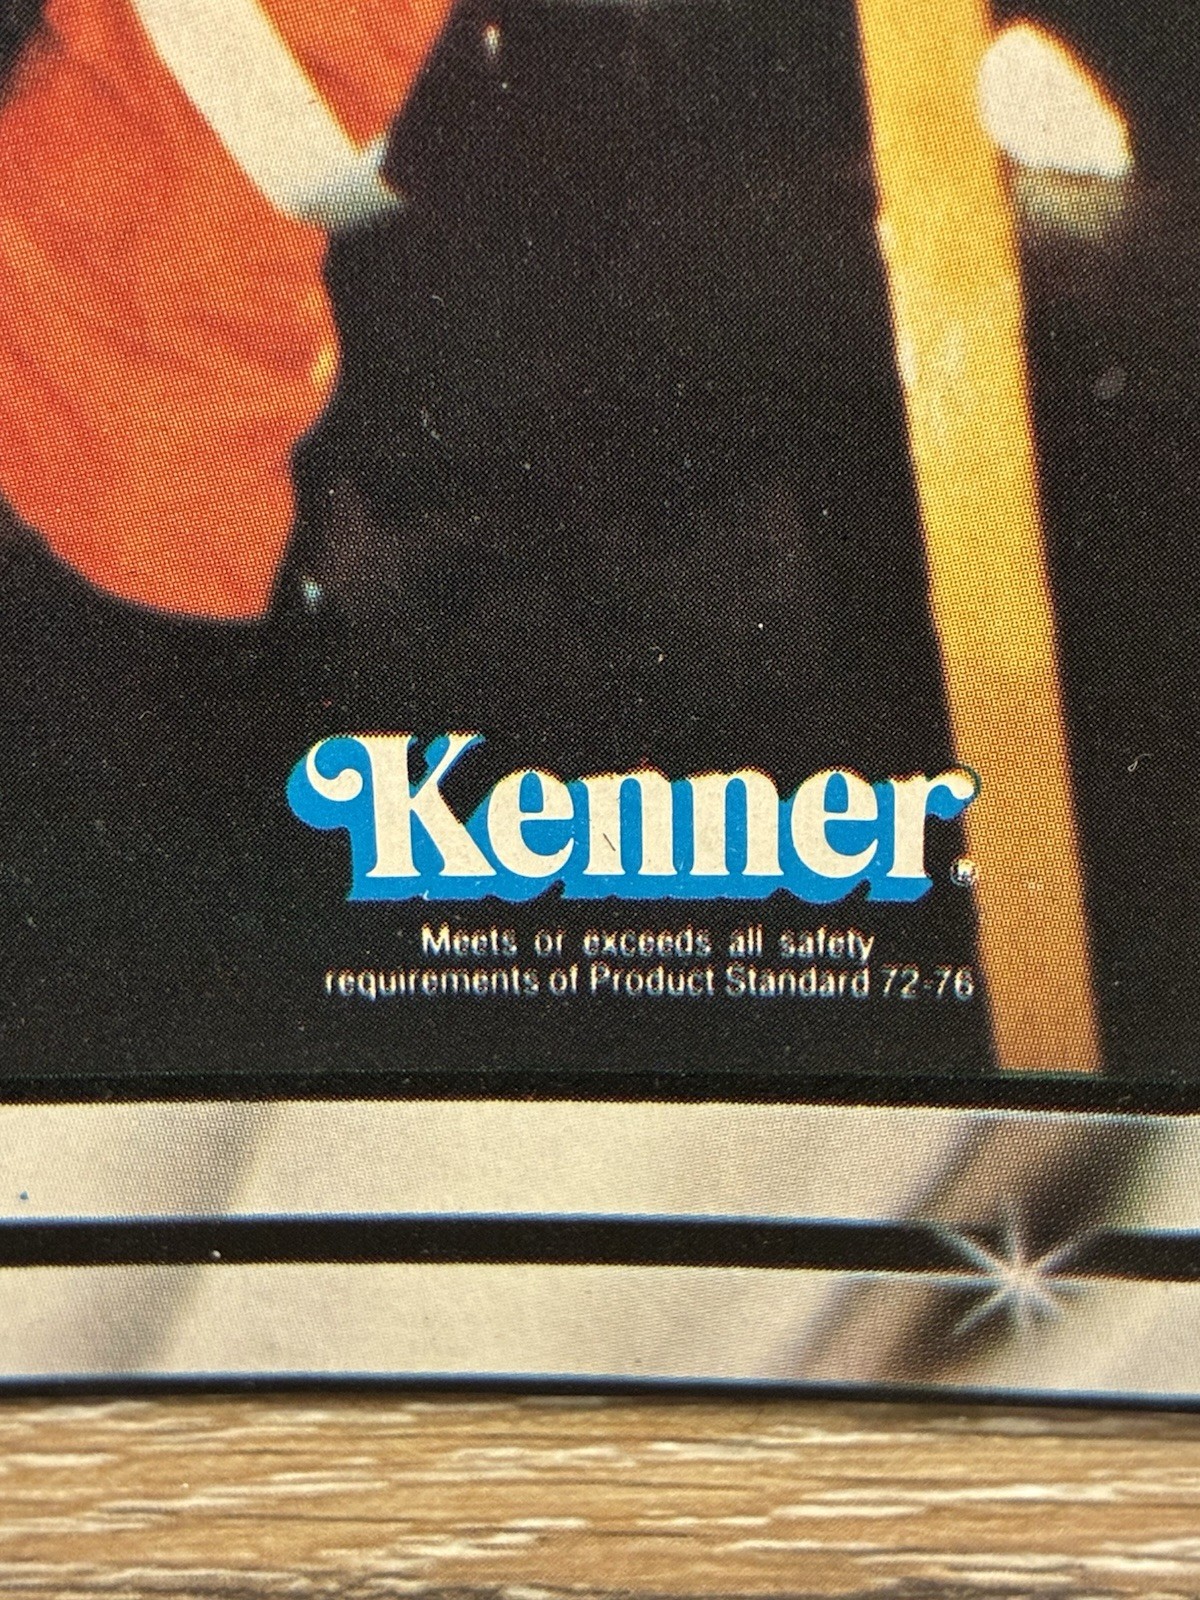 Kenner®
Meets or exceeds all safety
requirements of Product Standard 72-76